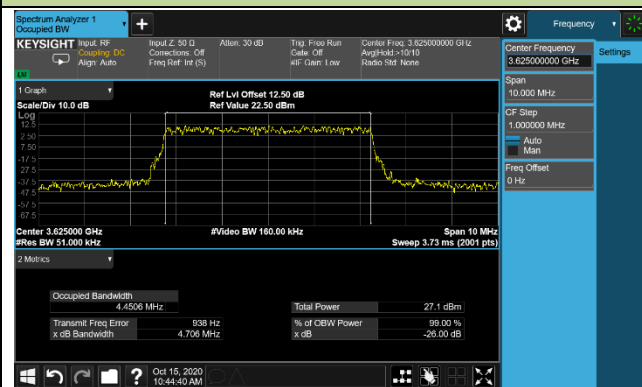 Spectrum Analyzer 1
Occupied BW
Frequency
KEYSIGHT
Input: RF
Coupling: DC
Align: Auto
Input Z: 50 Ω
Corrections: Off
Freq Ref: Int (S)
Atten: 30 dB
Trig: Free Run
Gate: Off
#IF Gain: Low
Center Freq: 3.625000000 GHz
Avg|Hold:>10/10
Radio Std: None
LM
Center Frequency
3.625000000 GHz
Settings
Span
10.000 MHz
CF Step
1.000000 MHz
Auto
Man
Freq Offset
0 Hz
1 Graph
Scale/Div 10.0 dB
Ref Lvl Offset 12.50 dB
Ref Value 22.50 dBm
Log
12.5
2.50
-7.50
-17.5
-27.5
-37.5
-47.5
-57.5
-67.5
Center 3.625000 GHz
#Res BW 51.000 kHz
#Video BW 160.00 kHz
Span 10 MHz
Sweep 3.73 ms (2001 pts)
2 Metrics
Occupied Bandwidth
4.4506 MHz
Total Power 27.1 dBm
Transmit Freq Error 938 Hz
% of OBW Power 99.00 %
x dB Bandwidth 4.706 MHz
x dB -26.00 dB
?
Oct 15, 2020
10:44:40 AM